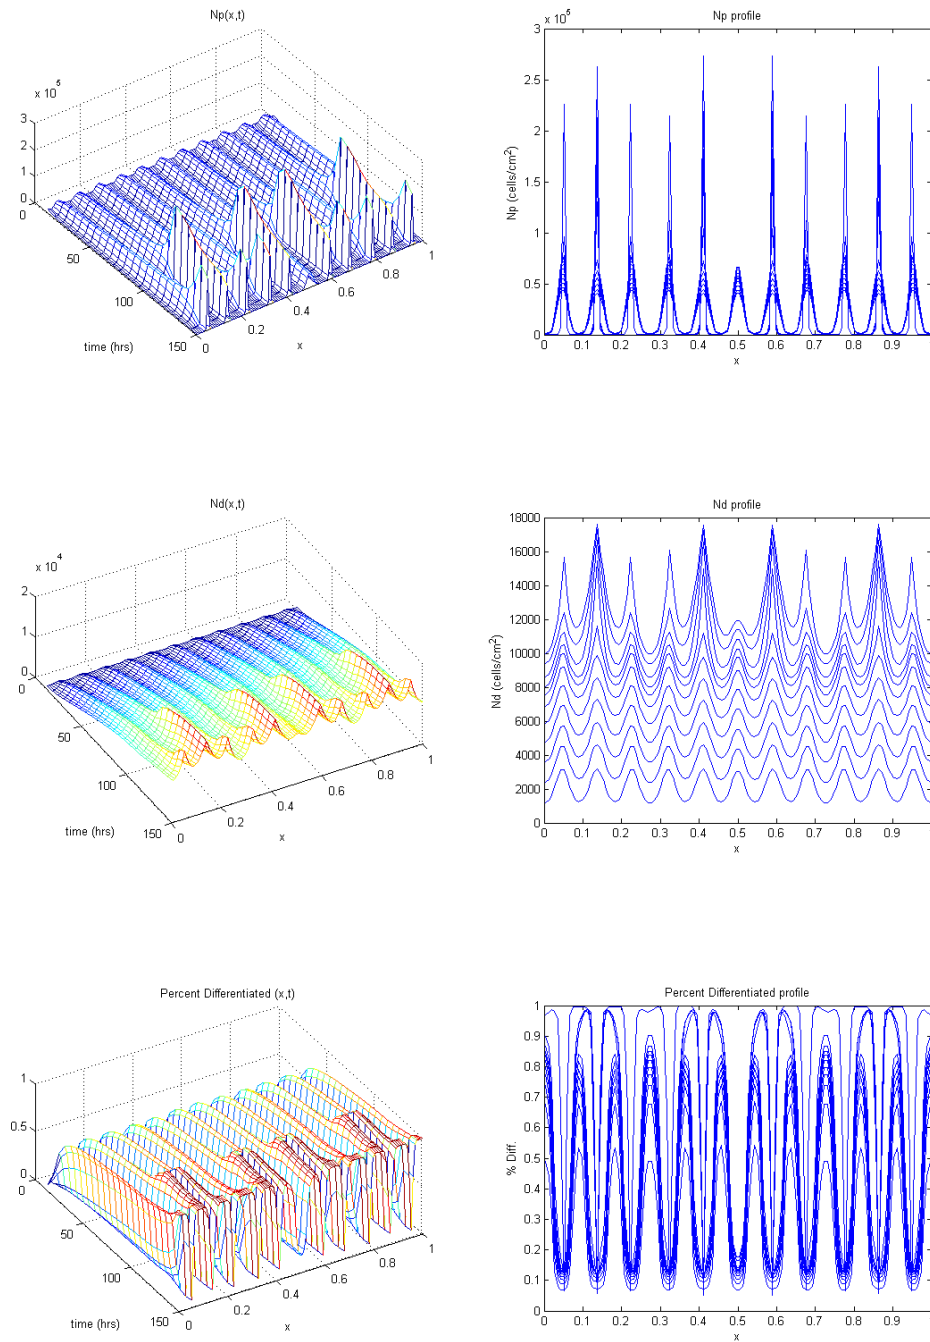 Np(x,t)
x 10^5
3
2
1
0
0
50
100
150
time (hrs)
0
0.2
0.4
0.6
0.8
1
x
Np profile
x 10^5
3
2.5
2
1.5
1
0.5
0
Np (cells/cm^2)
0 0.1 0.2 0.3 0.4 0.5 0.6 0.7 0.8 0.9
x
Nd(x,t)
x 10^4
2
1
0
0
50
100
150
time (hrs)
0
0.2
0.4
0.6
0.8
1
x
Nd profile
18000
16000
14000
12000
10000
8000
6000
4000
2000
0
Nd (cells/cm^2)
0 0.1 0.2 0.3 0.4 0.5 0.6 0.7 0.8 0.9
x
Percent Differentiated (x,t)
1
0.5
0
0
50
100
150
time (hrs)
0
0.2
0.4
0.6
0.8
1
x
Percent Differentiated profile
1
0.9
0.8
0.7
0.6
0.5
0.4
0.3
0.2
0.1
0
% Diff.
0 0.1 0.2 0.3 0.4 0.5 0.6 0.7 0.8 0.9
x